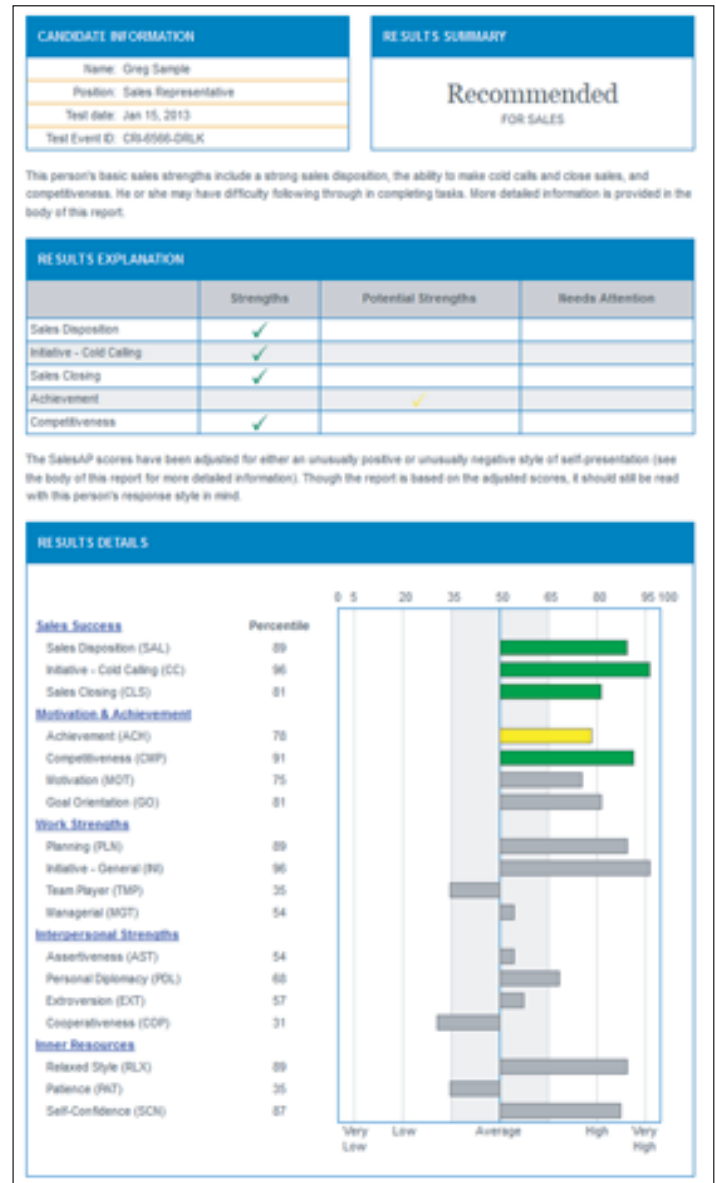 CANDIDATE INFORMATION
RESULTS SUMMARY
Name: Greg Sample
Position: Sales Representative
Test date: Jan 15, 2013
Test Event ID: CRI-6566-DRLK
Recommended
FOR SALES
This person's basic sales strengths include a strong sales disposition, the ability to make cold calls and close sales, and
competitiveness. He or she may have difficulty following through in completing tasks. More detailed information is provided in the
body of this report.
RESULTS EXPLANATION
Strengths Potential Strengths Needs Attention
Sales Disposition
Initiative - Cold Calling
Sales Closing
Achievement
Competitiveness
The SalesAP scores have been adjusted for either an unusually positive or unusually negative style of self-presentation (see
the body of this report for more detailed information). Though the report is based on the adjusted scores, it should still be read
with this person's response style in mind.
RESULTS DETAILS
0 5 20 35 50 65 80 95 100
Sales Success Percentile
Sales Disposition (SAL) 89
Initiative - Cold Calling (CC) 96
Sales Closing (CLS) 81
Motivation & Achievement
Achievement (ACH) 78
Competitiveness (CMP) 91
Motivation (MOT) 75
Goal Orientation (GO) 81
Work Strengths
Planning (PLN) 89
Initiative - General (INI) 96
Team Player (TMP) 35
Managerial (MGT) 54
Interpersonal Strengths
Assertiveness (AST) 54
Personal Diplomacy (PDL) 68
Extroversion (EXT) 57
Cooperativeness (COP) 31
Inner Resources
Relaxed Style (RLX) 89
Patience (PAT) 35
Self-Confidence (SCN) 87
Very Low Low Average High Very High